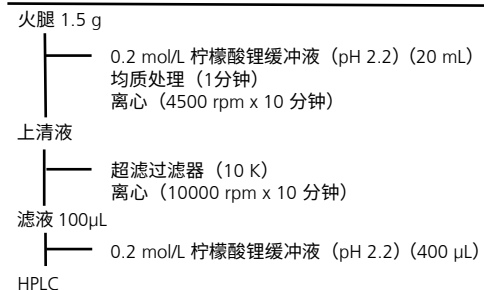 火腿 1.5 g
0.2 mol/L 柠檬酸锂缓冲液（pH 2.2）(20 mL）
均质处理（1分钟）
离心（4500 rpm x 10 分钟）
上清液
超滤过滤器（10 K）
离心（10000 rpm x 10 分钟）
滤液 100µL
0.2 mol/L 柠檬酸锂缓冲液（pH 2.2）(400 µL）
HPLC